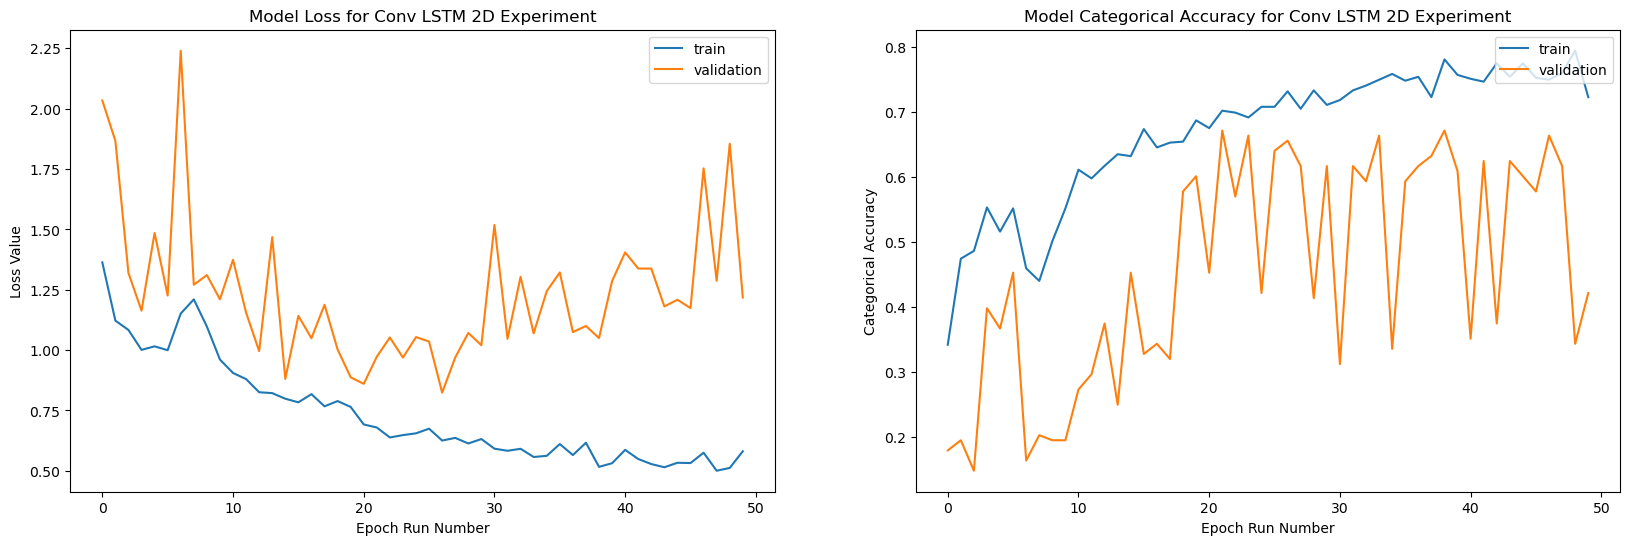 Model Loss for Conv LSTM 2D Experiment
train
validation
2.25
2.00
1.75
1.50
1.25
1.00
0.75
0.50
Loss Value
0
10
20
30
40
50
Epoch Run Number
Model Categorical Accuracy for Conv LSTM 2D Experiment
train
validation
0.8
0.7
0.6
0.5
0.4
0.3
0.2
Categorical Accuracy
0
10
20
30
40
50
Epoch Run Number